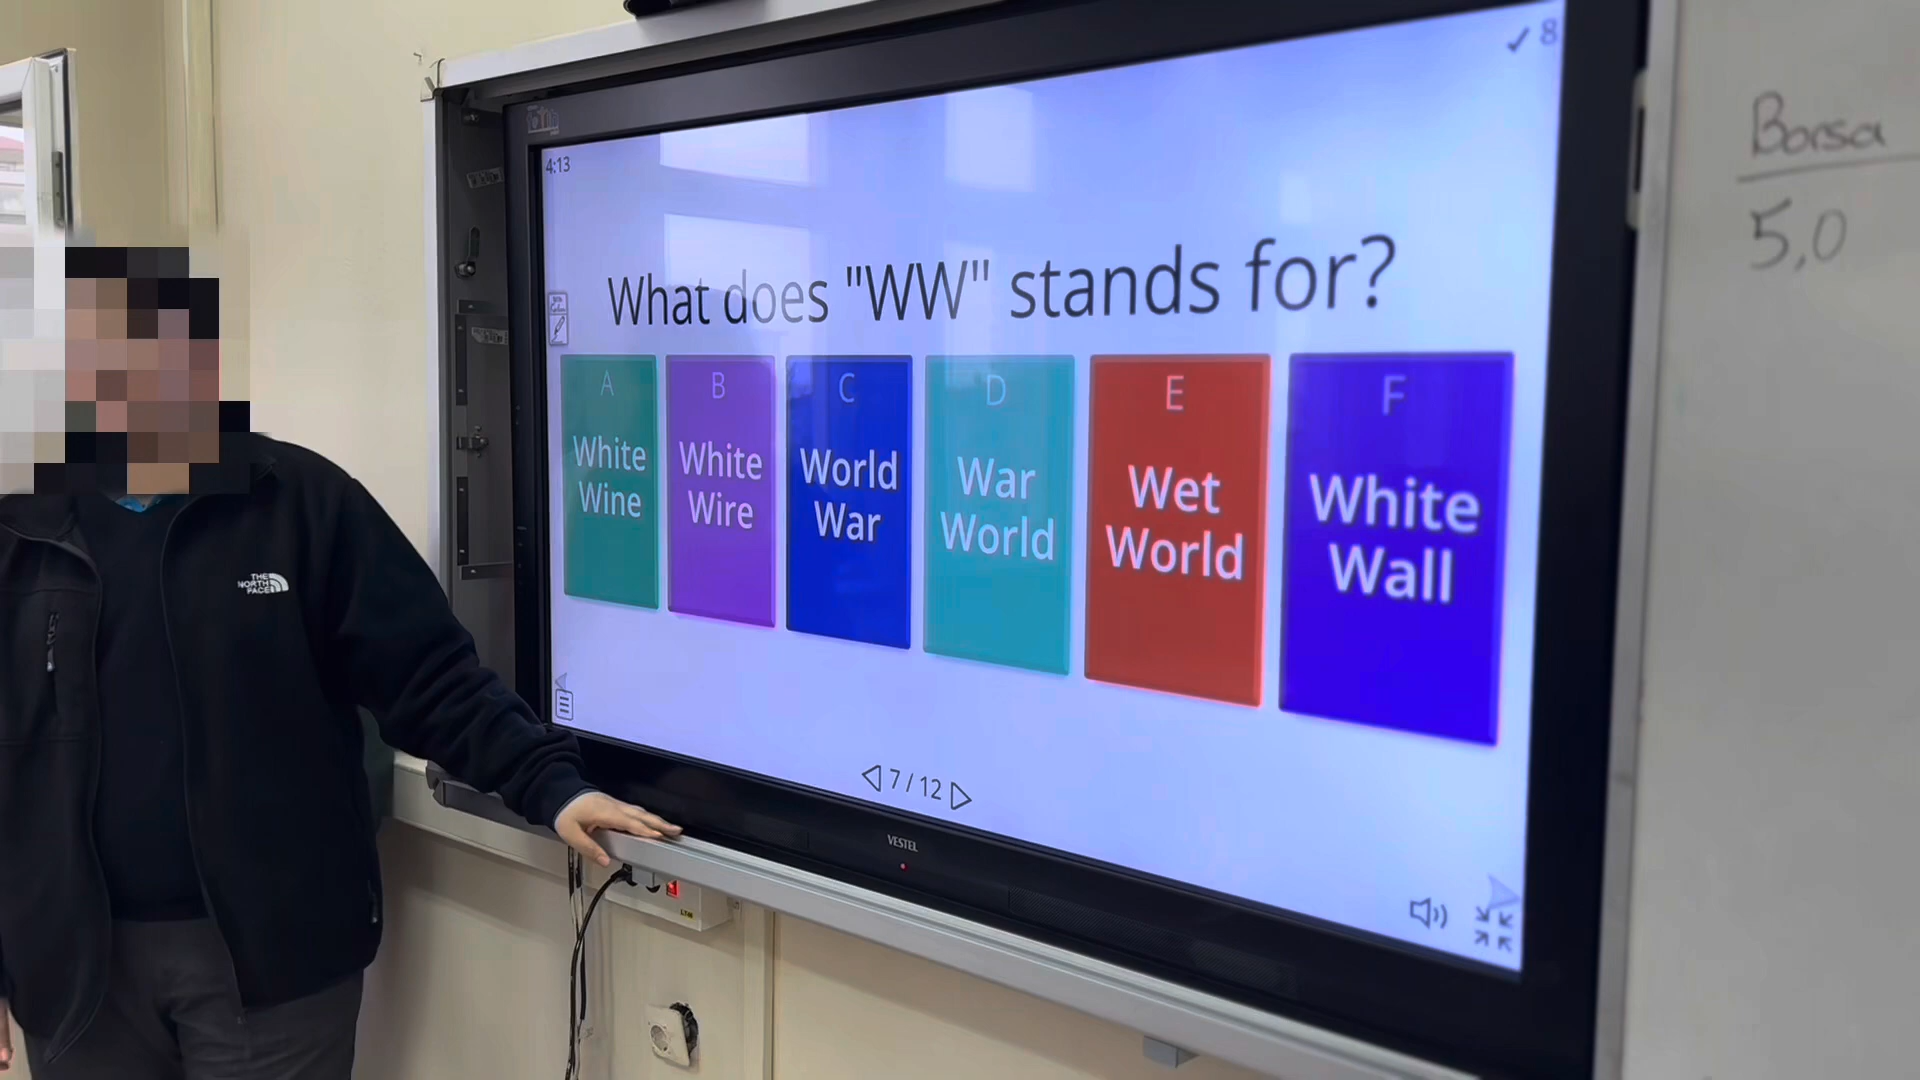 ✓ 8
4:13
What does "WW" stands for?
A
White
Wine
B
White
Wire
C
World
War
D
War
World
E
Wet
World
F
White
Wall
7 / 12
VESTEL
THE
NORTH
FACE
Borsa
5,0